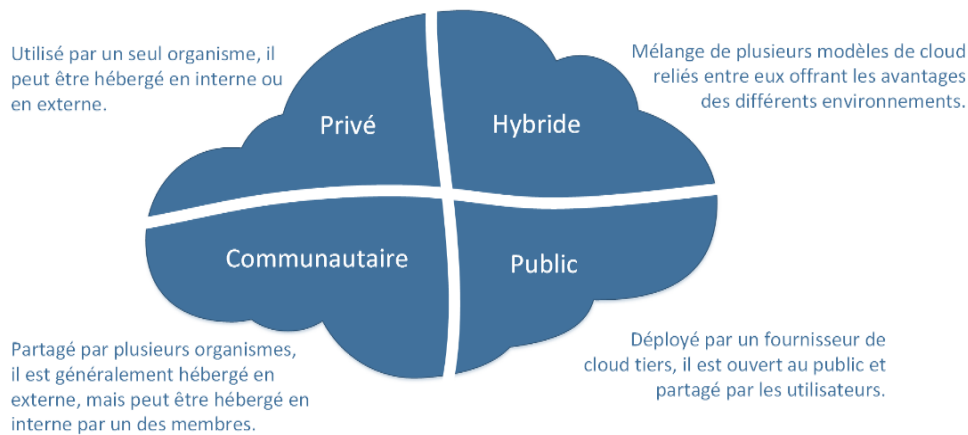 Utilisé par un seul organisme, il
peut être hébergé en interne ou
en externe.
Mélange de plusieurs modèles de cloud
reliés entre eux offrant les avantages
des différents environnements.
Privé
Hybride
Communautaire
Public
Partagé par plusieurs organismes,
il est généralement hébergé en
externe, mais peut être hébergé en
interne par un des membres.
Déployé par un fournisseur de
cloud tiers, il est ouvert au public et
partagé par les utilisateurs.